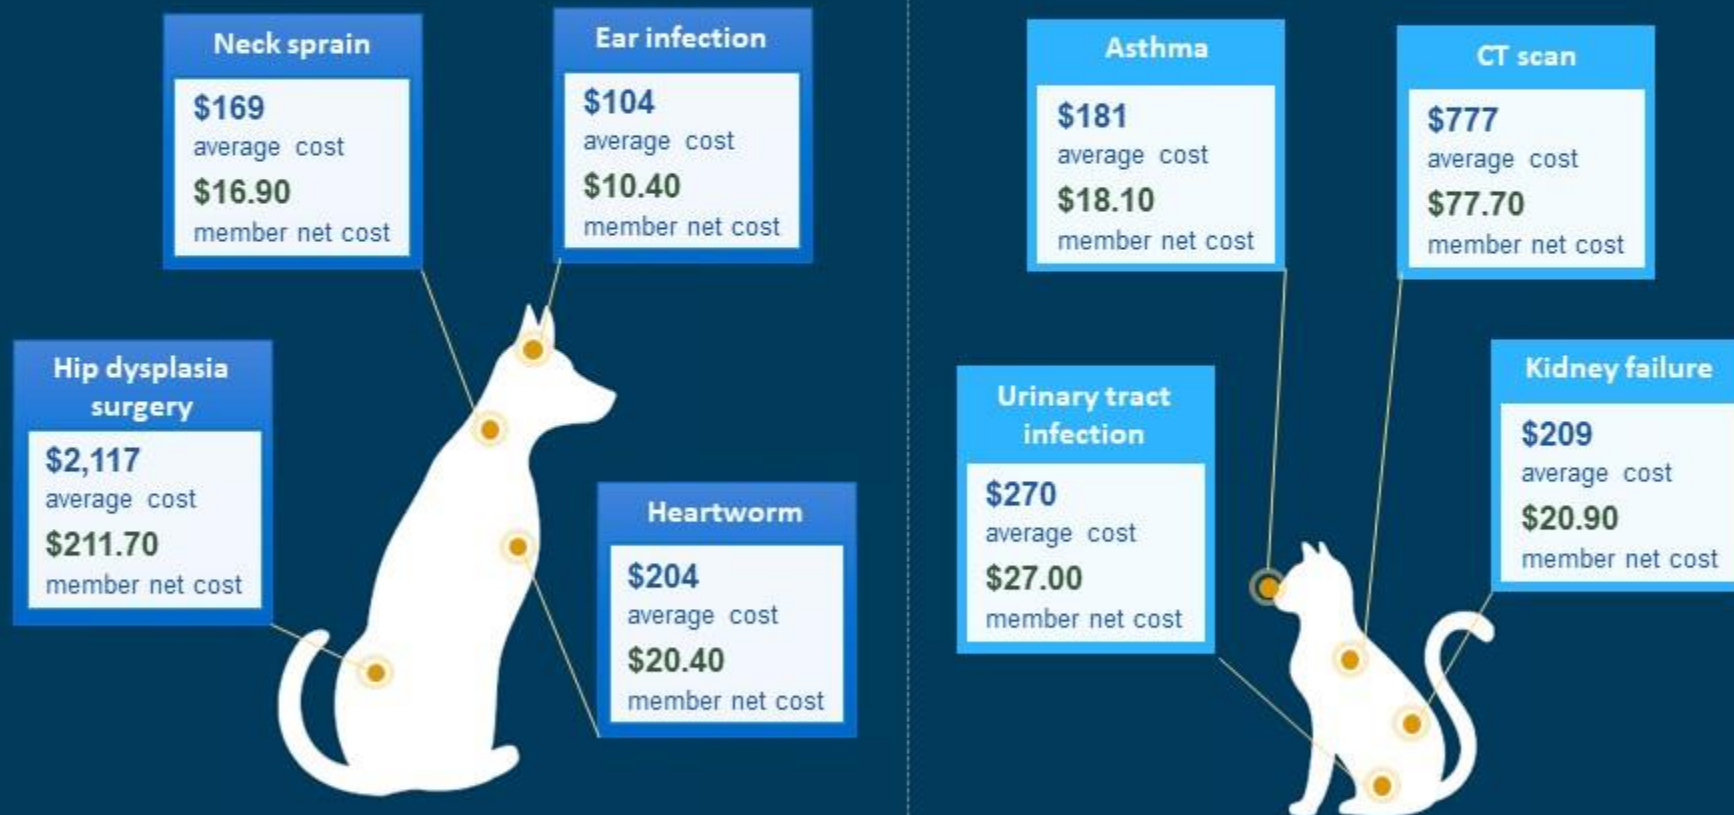 Neck sprain
$169
average cost
$16.90
member net cost
Ear infection
$104
average cost
$10.40
member net cost
Hip dysplasia
surgery
$2,117
average cost
$211.70
member net cost
Heartworm
$204
average cost
$20.40
member net cost
Asthma
$181
average cost
$18.10
member net cost
CT scan
$777
average cost
$77.70
member net cost
Urinary tract
infection
$270
average cost
$27.00
member net cost
Kidney failure
$209
average cost
$20.90
member net cost